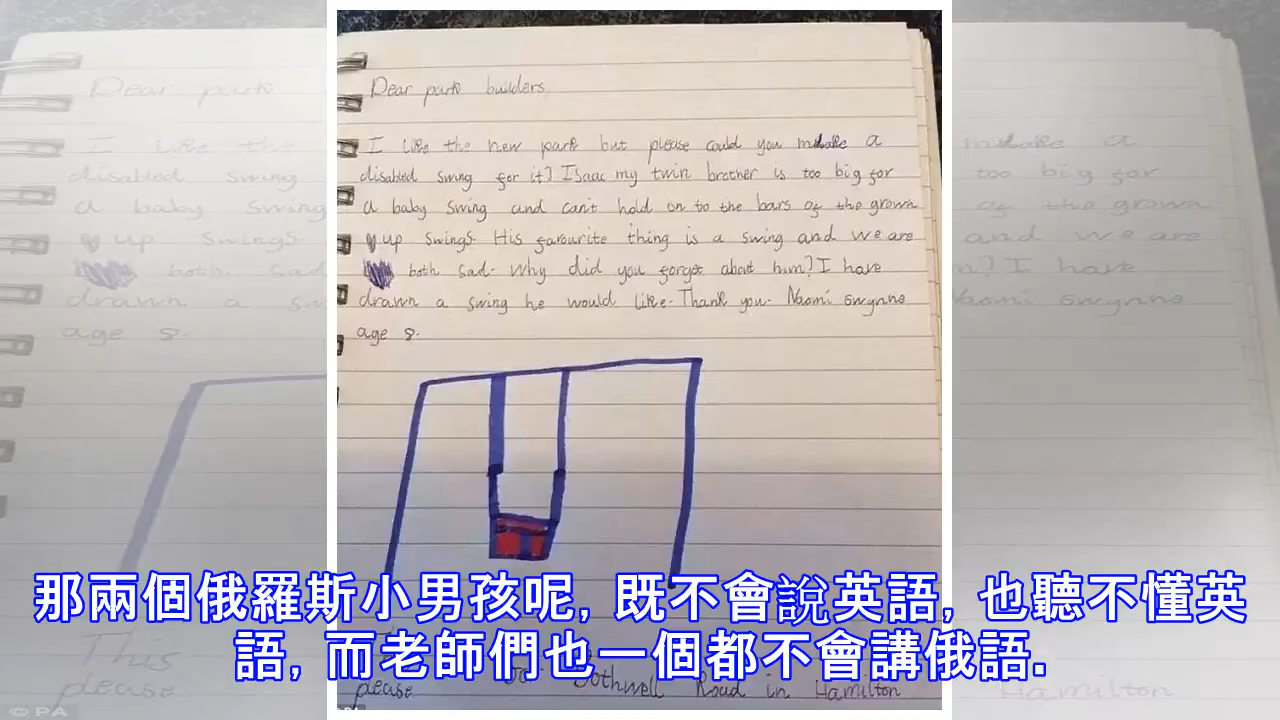 Dear park builders,
I like the new park but please could you make a
disabled swing for it? Isaac my twin brother is too big for
a baby swing and can't hold on to the bars of the grown
up swings. His favourite thing is a swing and we are
both sad. Why did you forget about him? I have
drawn a swing he would like. Thank you. Naomi Gwynne
age 8.
那兩個俄羅斯小男孩呢, 既不會說英語, 也聽不懂英
語, 而老師們也一個都不會講俄語.
please
Bothwell Road in Hamilton
© PA